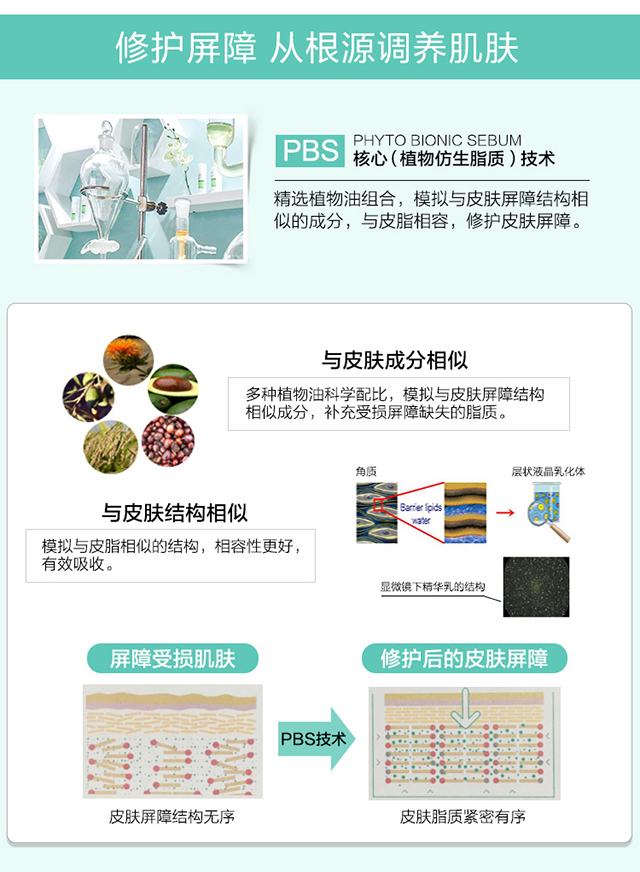 修护屏障 从根源调养肌肤
PBS
PHYTO BIONIC SEBUM
核心(植物仿生脂质)技术
精选植物油组合，模拟与皮肤屏障结构相
似的成分，与皮脂相容，修护皮肤屏障。
与皮肤成分相似
多种植物油科学配比，模拟与皮肤屏障结构
相似成分，补充受损屏障缺失的脂质。
与皮肤结构相似
模拟与皮脂相似的结构，相容性更好，
有效吸收。
角质
层状液晶乳化体
Barrier lipids
water
显微镜下精华乳的结构
屏障受损肌肤
修护后的皮肤屏障
PBS技术
皮肤屏障结构无序
皮肤脂质紧密有序